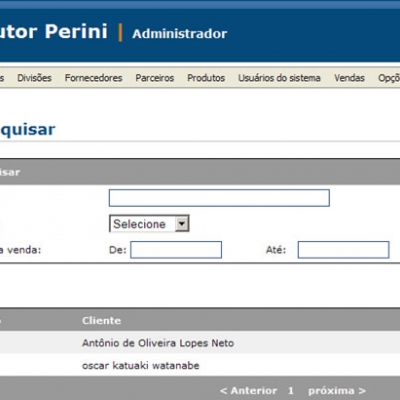 utor Perini | Administrador
s Divisões Fornecedores Parceiros Produtos Usuários do sistema Vendas Opçõ
quisar
isar
Selecione
a venda: De: Até:
Cliente
Antônio de Oliveira Lopes Neto
oscar katuaki watanabe
< Anterior 1 próxima >